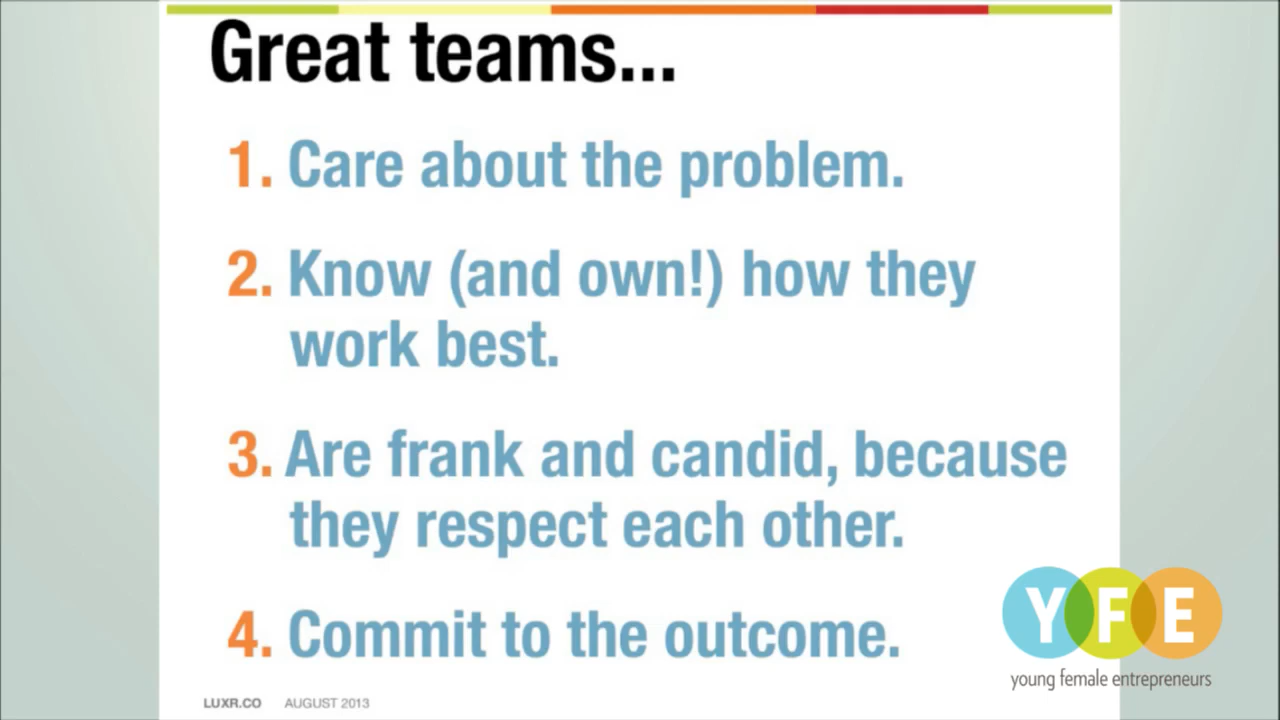 Great teams...
1. Care about the problem.
2. Know (and own!) how they
work best.
3. Are frank and candid, because
they respect each other.
4. Commit to the outcome.
YFE
young female entrepreneurs
LUXR.CO AUGUST 2013